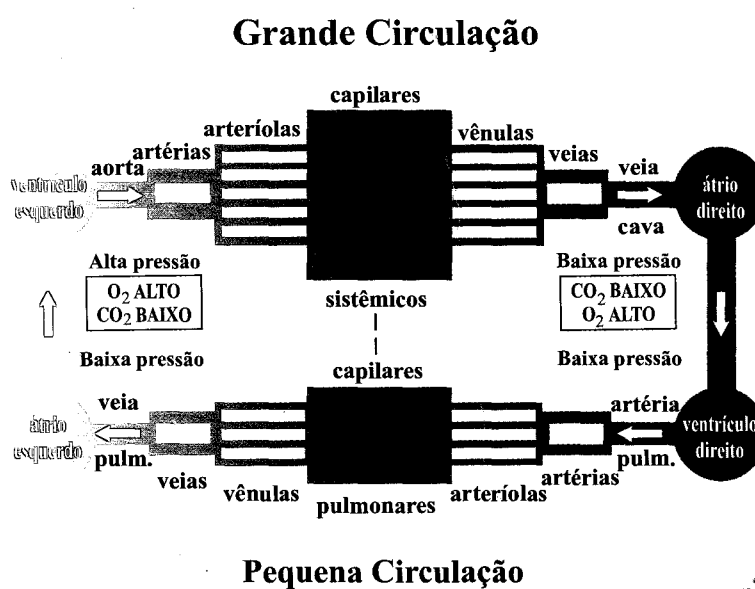 Grande Circulação
capilares
arteríolas
vênulas
artérias
veias
aorta
veia
ventrículo
esquerdo
átrio
direito
cava
Alta pressão
O2 ALTO
CO2 BAIXO
Baixa pressão
Baixa pressão
CO2 BAIXO
O2 ALTO
Baixa pressão
sistêmicos
capilares
veia
artéria
átrio
esquerdo
ventrículo
direito
pulm.
pulm.
veias
vênulas
pulmonares
arteríolas
artérias
Pequena Circulação